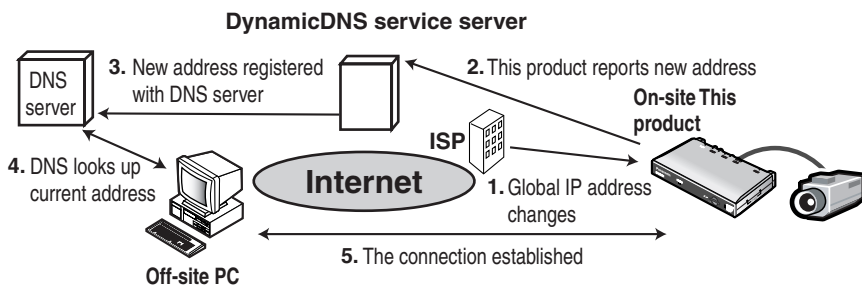 DynamicDNS service server
DNS
server
3. New address registered
with DNS server
2. This product reports new address
On-site This
product
ISP
4. DNS looks up
current address
Internet
1. Global IP address
changes
5. The connection established
Off-site PC